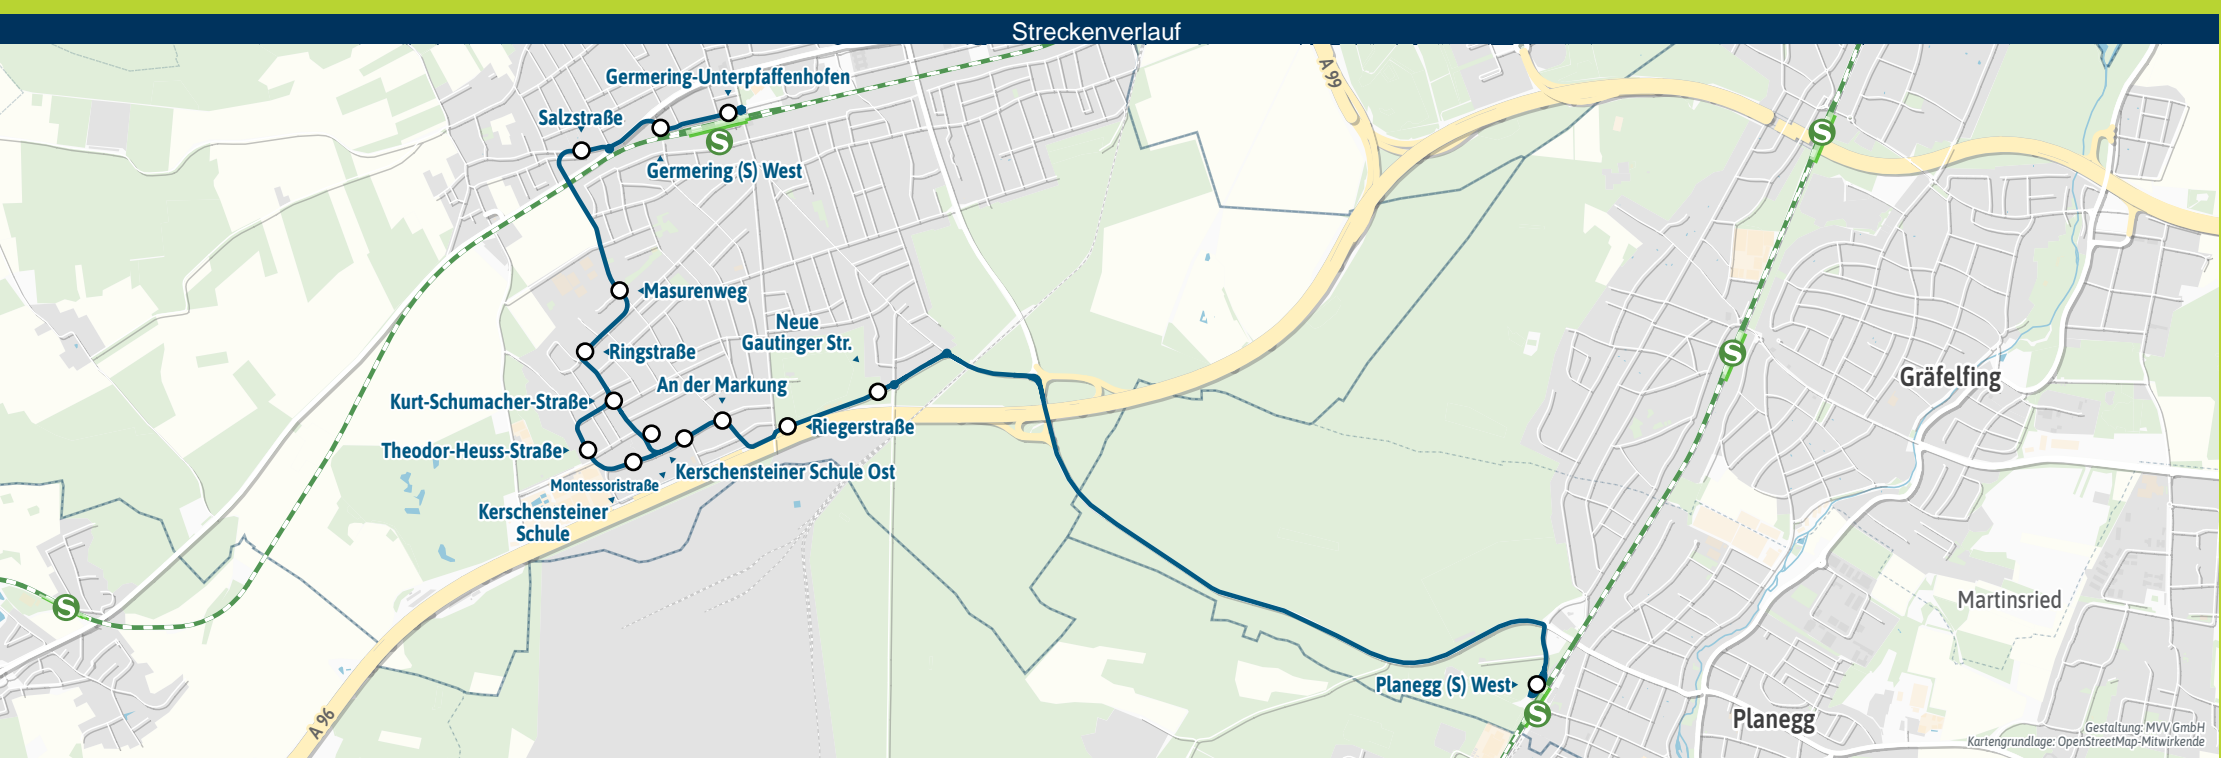 Streckenverlauf
A 99
Germering-Unterpfaffenhofen
Salzstraße
S
Germering (S) West
S
Masurenweg
Neue
Gautinger Str.
Ringstraße
S
An der Markung
Gräfelfing
Kurt-Schumacher-Straße
Riegerstraße
Theodor-Heuss-Straße
Kerschensteiner Schule Ost
Montessoristraße
Kerschensteiner
Schule
S
Martinsried
Planegg (S) West
S
A 96
Planegg
Gestaltung: MVV GmbH
Kartengrundlage: OpenStreetMap-Mitwirkende